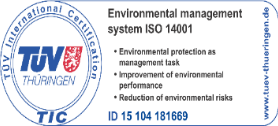 TÜV International Certification
TÜV
THÜRINGEN
TIC
Environmental management
system ISO 14001
• Environmental protection as
management task
• Improvement of environmental
performance
• Reduction of environmental risks
ID 15 104 181669
www.tuev-thueringen.de